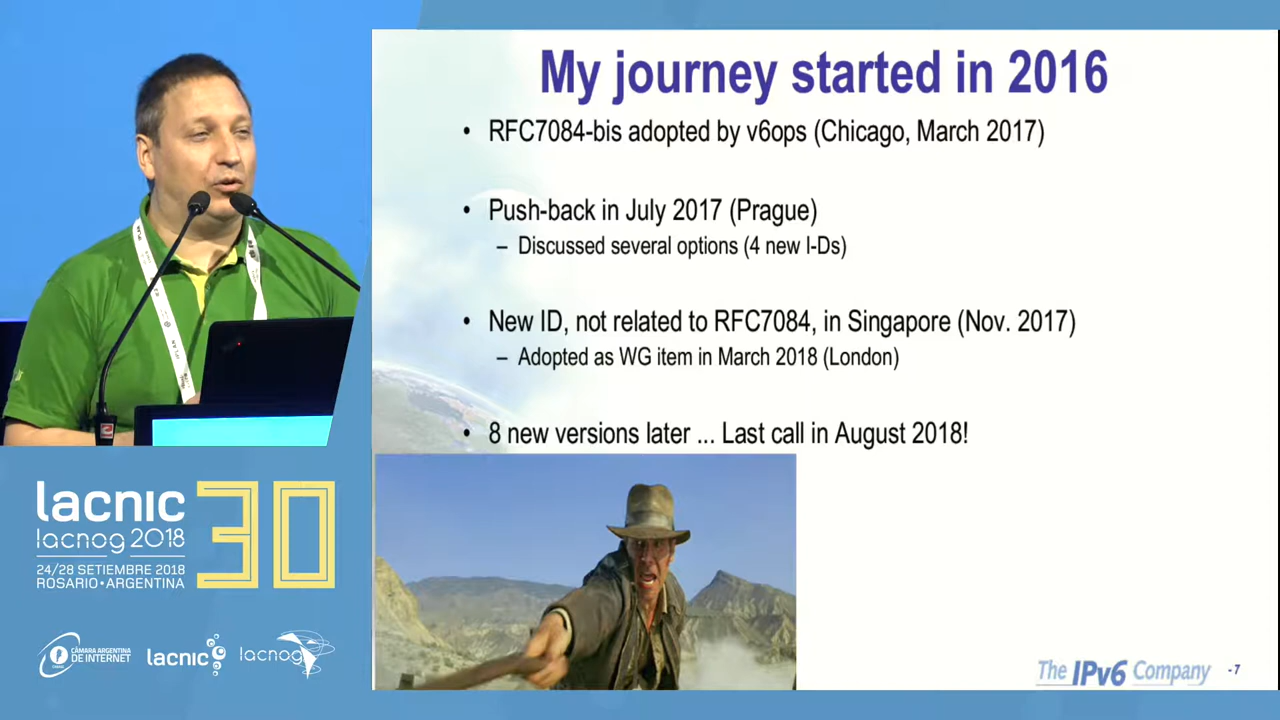 My journey started in 2016
• RFC7084-bis adopted by v6ops (Chicago, March 2017)
• Push-back in July 2017 (Prague)
– Discussed several options (4 new I-Ds)
• New ID, not related to RFC7084, in Singapore (Nov. 2017)
– Adopted as WG item in March 2018 (London)
• 8 new versions later ... Last call in August 2018!
The IPv6 Company
-7
lacnic 30
lacnog 2018
24/28 SETIEMBRE 2018
ROSARIO•ARGENTINA
CÁMARA ARGENTINA
DE INTERNET
lacnic
lacnog